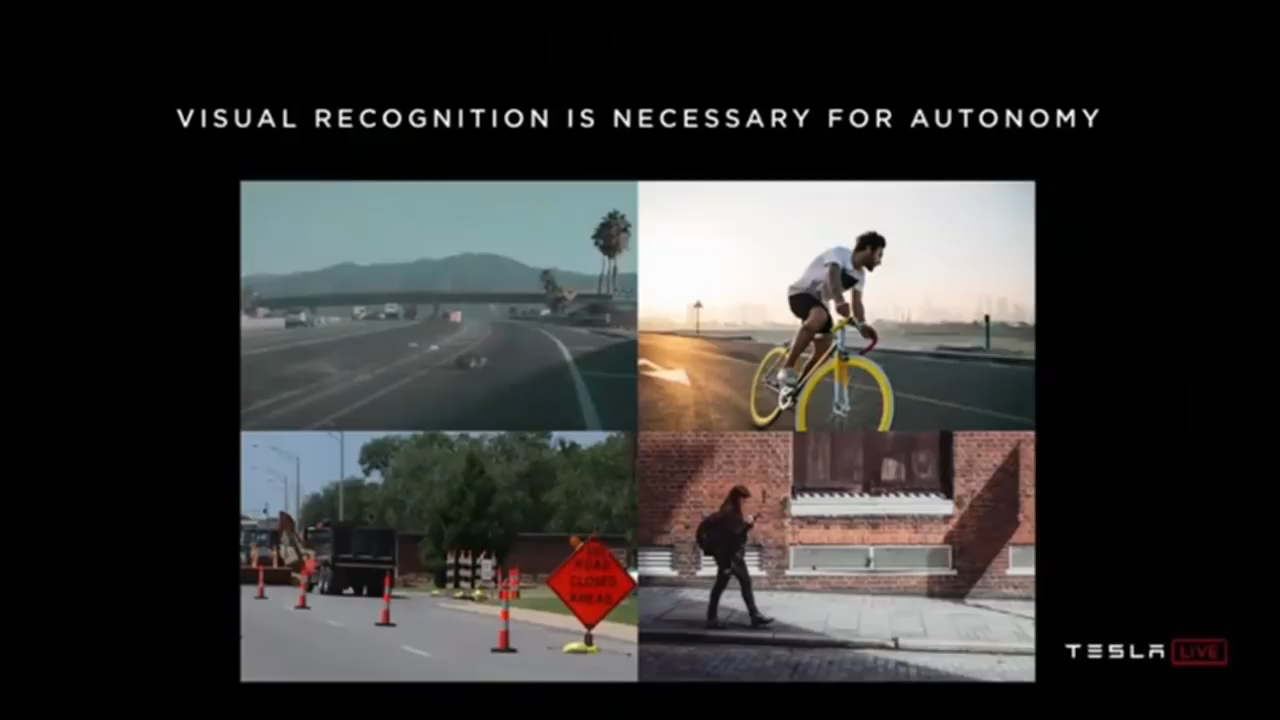 VISUAL RECOGNITION IS NECESSARY FOR AUTONOMY
ROAD
CLOSED
AHEAD
TESLA LIVE